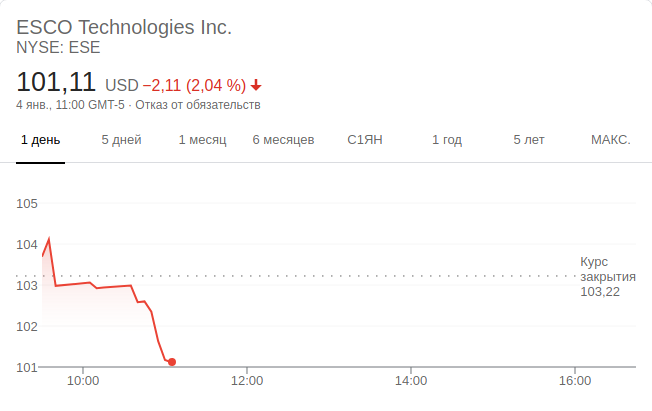 ESCO Technologies Inc.
NYSE: ESE
101,11 USD −2,11 (2,04 %)
4 янв., 11:00 GMT-5 · Отказ от обязательств
1 день 5 дней 1 месяц 6 месяцев С1ЯН 1 год 5 лет МАКС.
105
104
Курс
закрытия
103,22
103
102
101
10:00 12:00 14:00 16:00